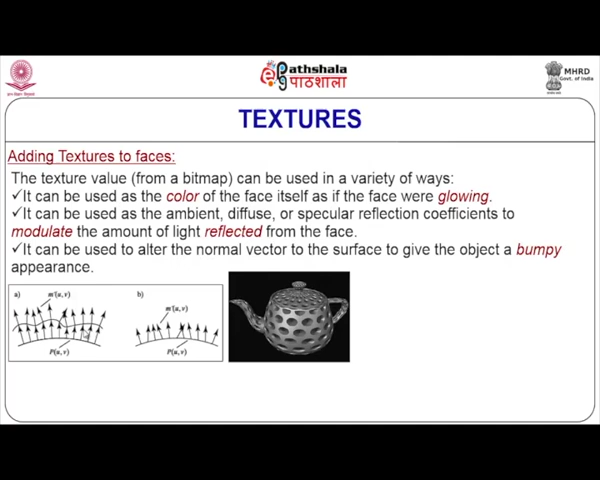 Pathshala
पाठशाला
MHRD
Govt. of India
TEXTURES
Adding Textures to faces:
The texture value (from a bitmap) can be used in a variety of ways:
✓It can be used as the color of the face itself as if the face were glowing.
✓It can be used as the ambient, diffuse, or specular reflection coefficients to
modulate the amount of light reflected from the face.
✓It can be used to alter the normal vector to the surface to give the object a bumpy
appearance.
a) m'(u, v)
P(u, v)
b) m'(u, v)
P(u, v)